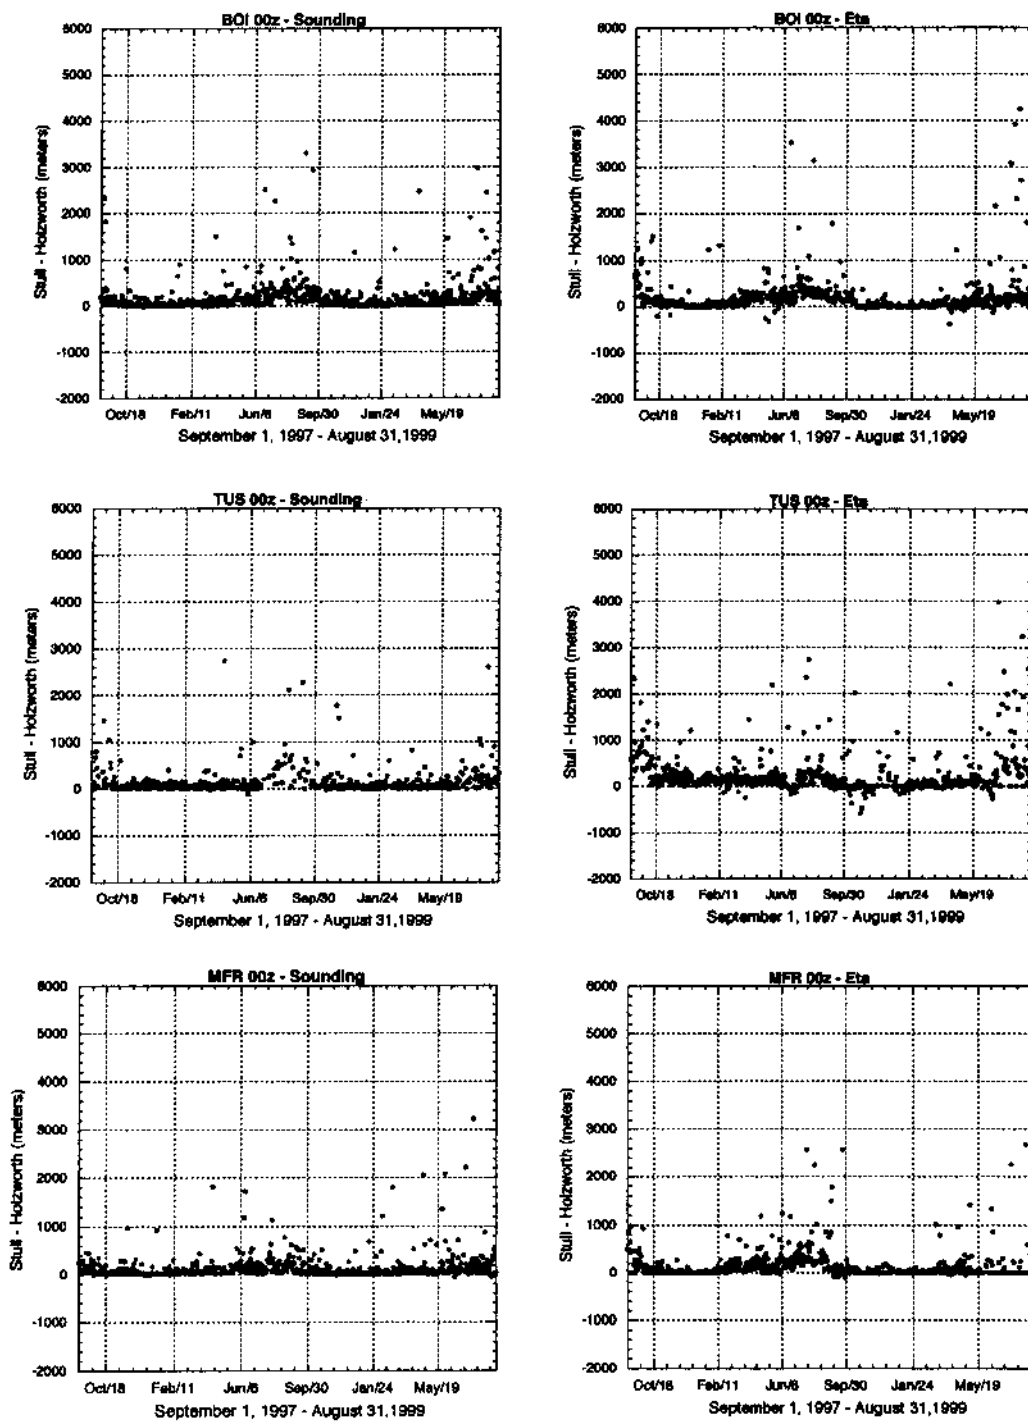 BOI 00z - Sounding
6000
5000
4000
3000
2000
1000
0
-1000
-2000
Stull - Holzworth (meters)
Oct/18 Feb/11 Jun/6 Sep/30 Jan/24 May/19
September 1, 1997 - August 31,1999
BOI 00z - Eta
6000
5000
4000
3000
2000
1000
0
-1000
-2000
Stull - Holzworth (meters)
Oct/18 Feb/11 Jun/6 Sep/30 Jan/24 May/19
September 1, 1997 - August 31,1999
TUS 00z - Sounding
6000
5000
4000
3000
2000
1000
0
-1000
-2000
Stull - Holzworth (meters)
Oct/18 Feb/11 Jun/6 Sep/30 Jan/24 May/19
September 1, 1997 - August 31,1999
TUS 00z - Eta
6000
5000
4000
3000
2000
1000
0
-1000
-2000
Stull - Holzworth (meters)
Oct/18 Feb/11 Jun/6 Sep/30 Jan/24 May/19
September 1, 1997 - August 31,1999
MFR 00z - Sounding
6000
5000
4000
3000
2000
1000
0
-1000
-2000
Stull - Holzworth (meters)
Oct/18 Feb/11 Jun/6 Sep/30 Jan/24 May/19
September 1, 1997 - August 31,1999
MFR 00z - Eta
6000
5000
4000
3000
2000
1000
0
-1000
-2000
Stull - Holzworth (meters)
Oct/18 Feb/11 Jun/6 Sep/30 Jan/24 May/19
September 1, 1997 - August 31,1999